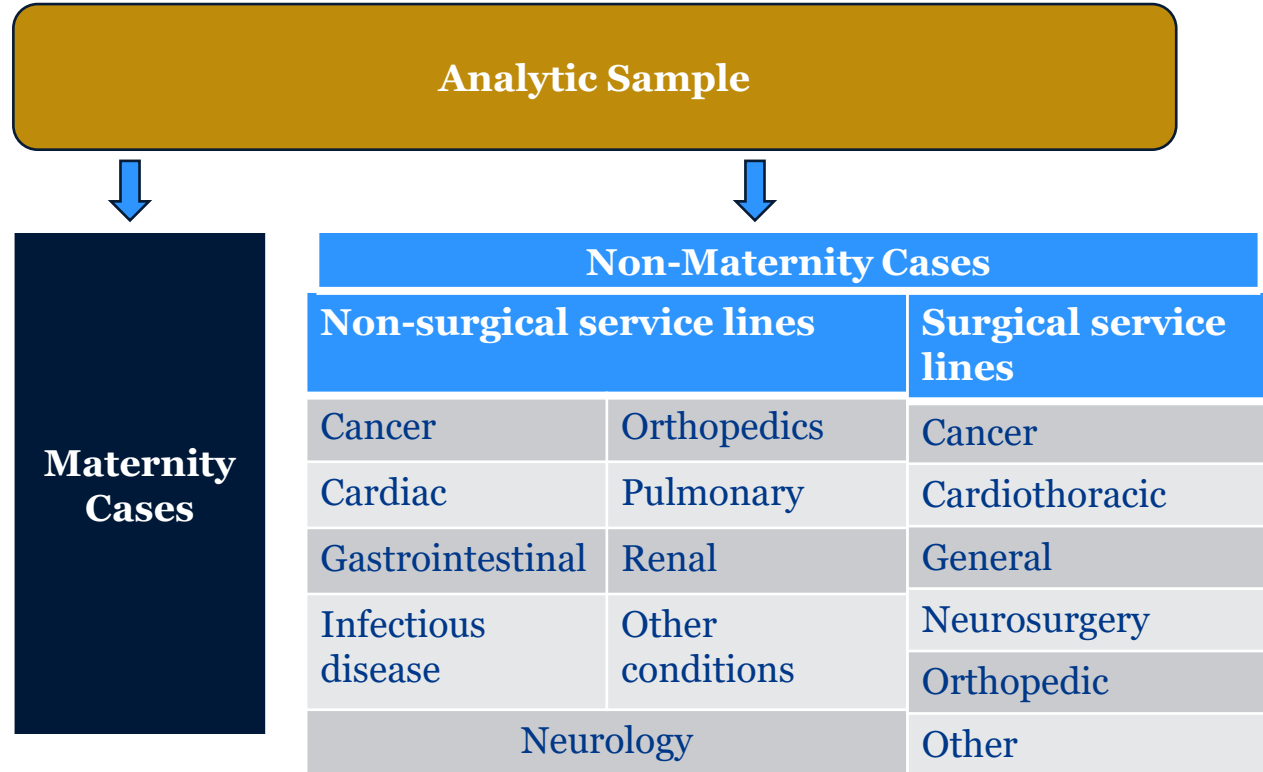 Analytic Sample
Maternity
Cases
Non-Maternity Cases
Non-surgical service lines
Cancer
Orthopedics
Cardiac
Pulmonary
Gastrointestinal
Renal
Infectious
disease
Other
conditions
Neurology
Surgical service
lines
Cancer
Cardiothoracic
General
Neurosurgery
Orthopedic
Other